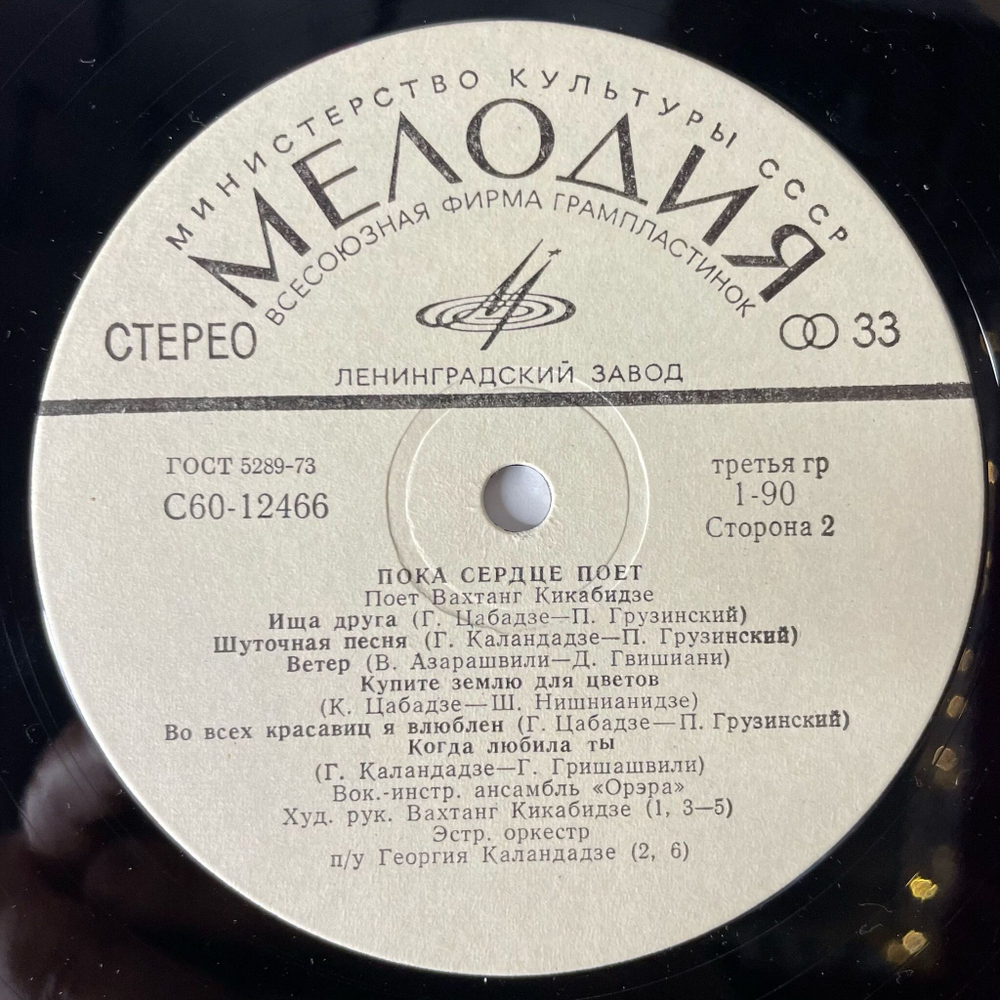 МИНИСТЕРСТВО КУЛЬТУРЫ СССР
МЕЛОДИЯ
ВСЕСОЮЗНАЯ ФИРМА ГРАМПЛАСТИНОК
СТЕРЕО
33
ЛЕНИНГРАДСКИЙ ЗАВОД
ГОСТ 5289-73
С60-12466
третья гр
1-90
Сторона 2
ПОКА СЕРДЦЕ ПОЕТ
Поет Вахтанг Кикабидзе
Ища друга (Г. Цабадзе—П. Грузинский)
Шуточная песня (Г. Каландадзе—П. Грузинский)
Ветер (В. Азарашвили—Д. Гвишиани)
Купите землю для цветов
(К. Цабадзе—Ш. Нишнианидзе)
Во всех красавиц я влюблен (Г. Цабадзе—П. Грузинский)
Когда любила ты
(Г. Каландадзе—Г. Гришашвили)
Вок.-инстр. ансамбль «Орэра»
Худ. рук. Вахтанг Кикабидзе (1, 3—5)
Эстр. оркестр
п/у Георгия Каландадзе (2, 6)